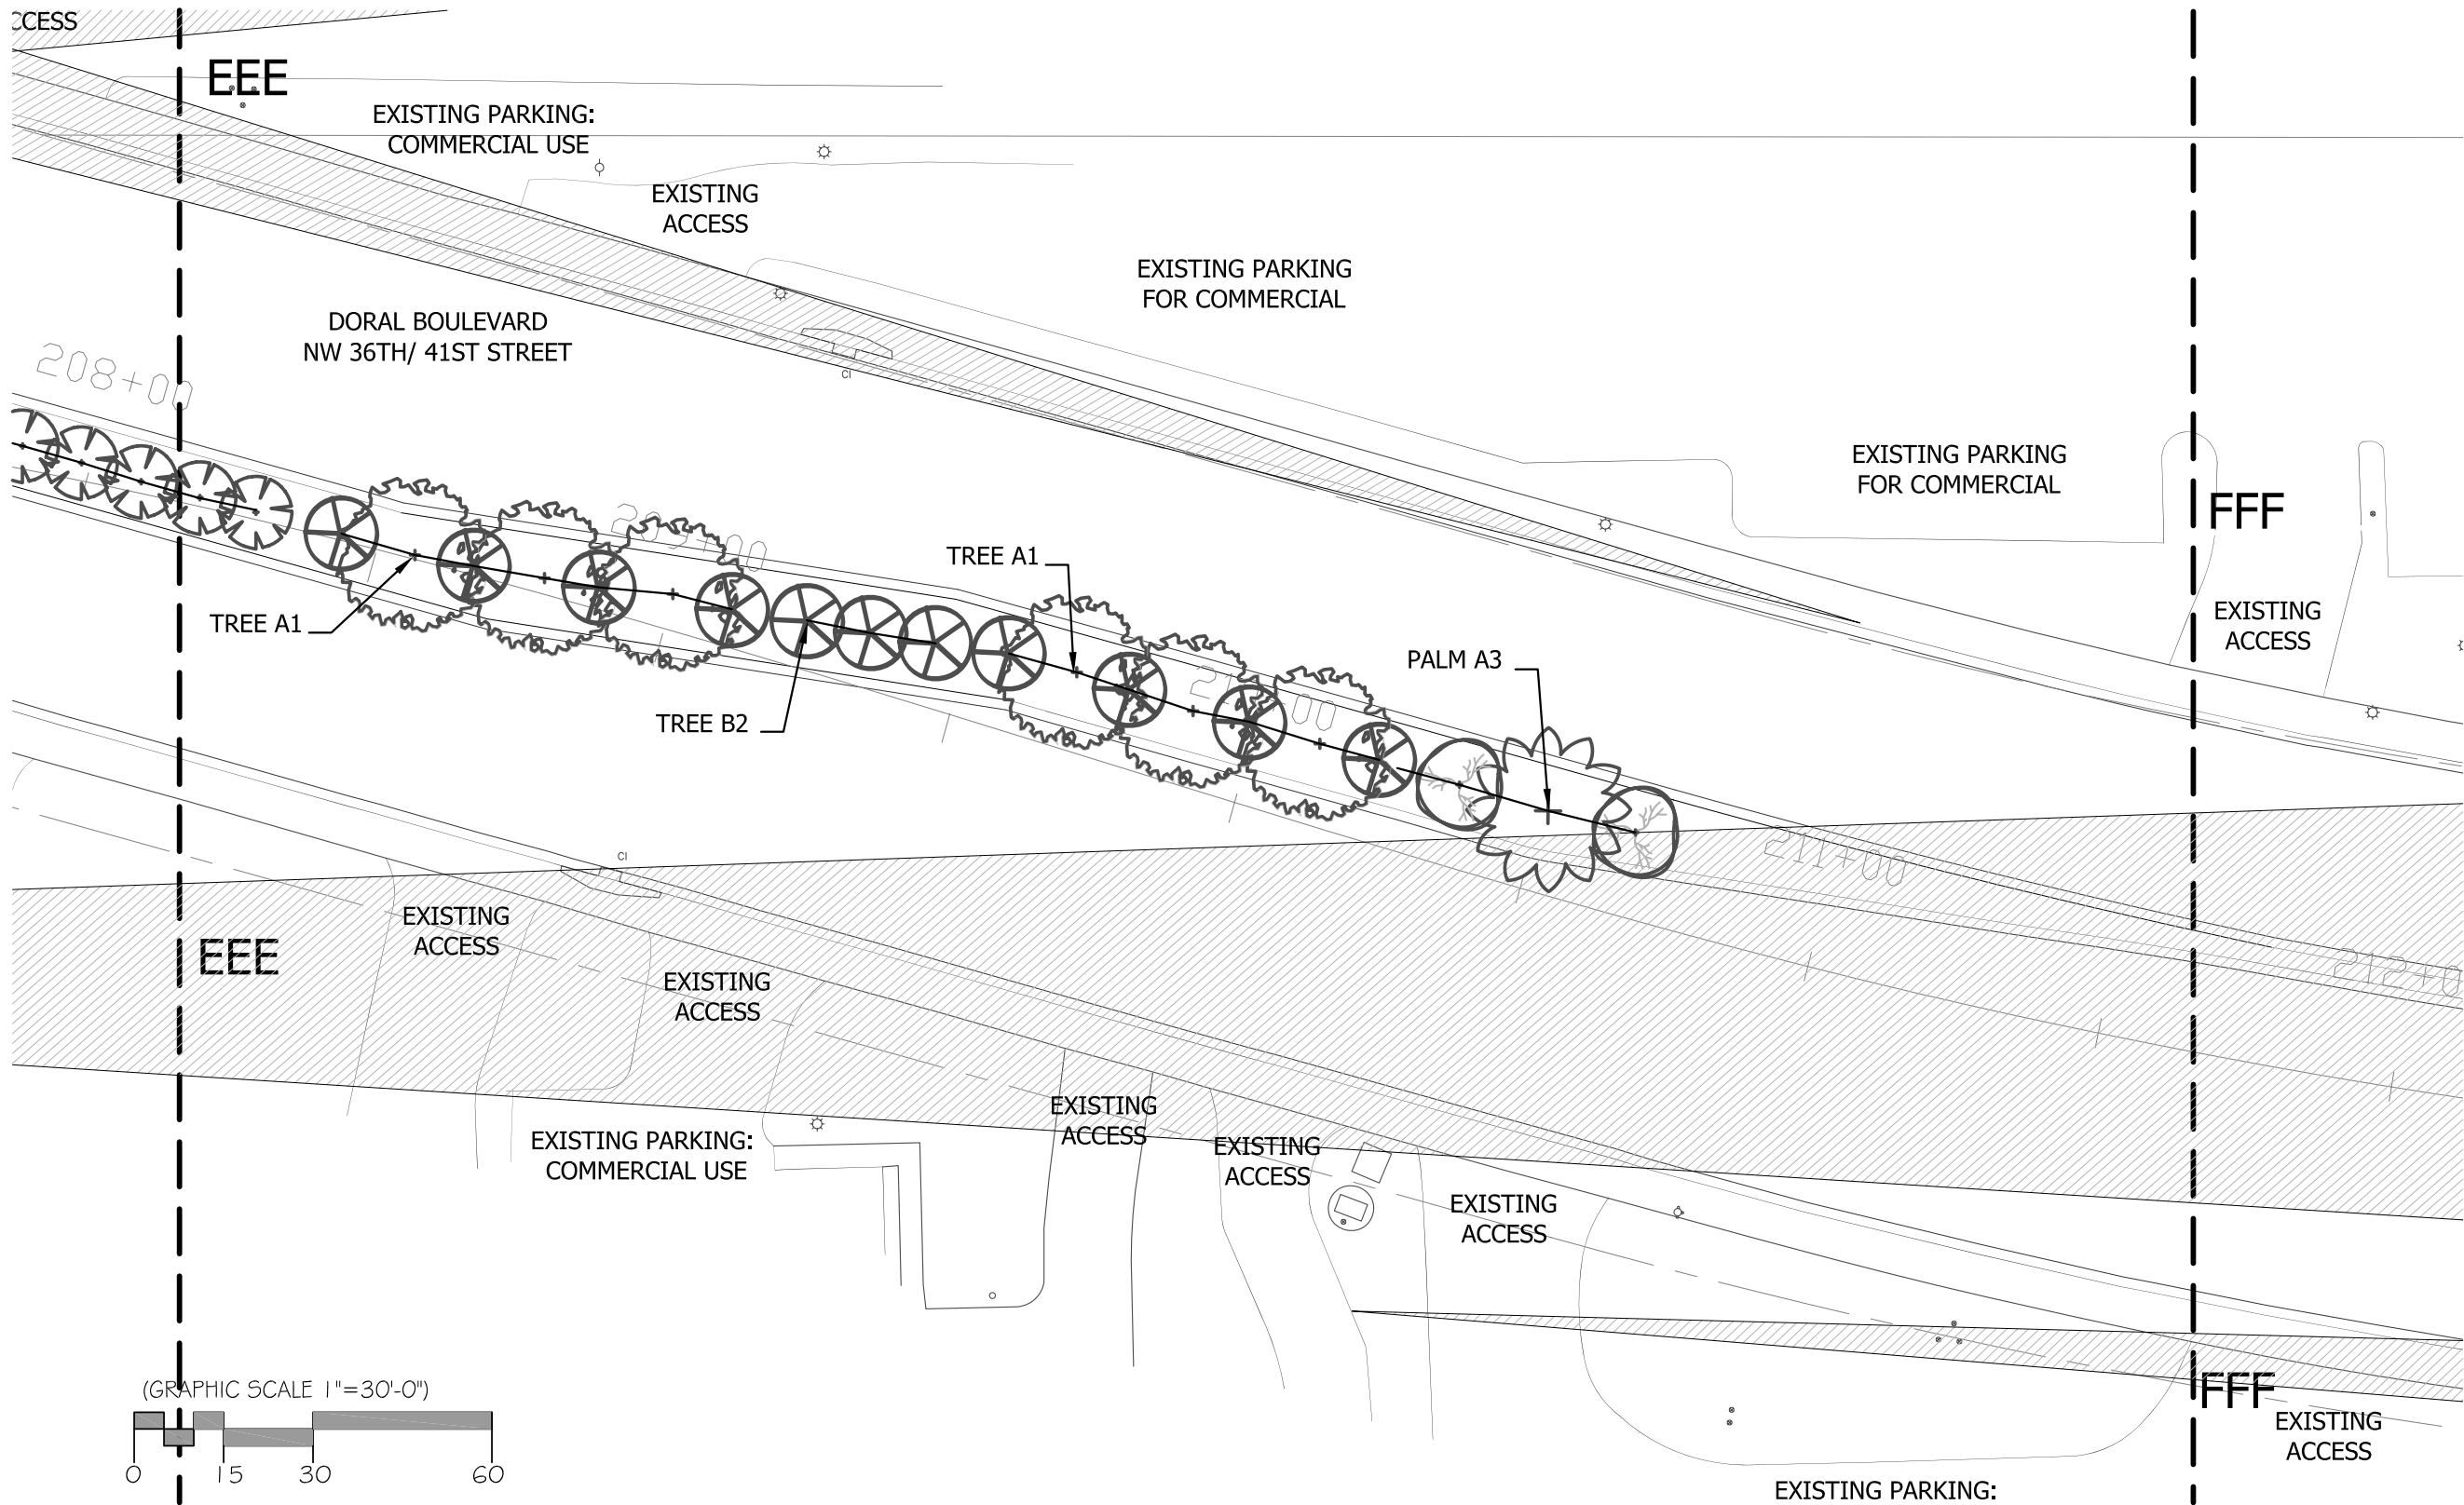 CCESS
EEE
EXISTING PARKING:
COMMERCIAL USE
EXISTING
ACCESS
EXISTING PARKING
FOR COMMERCIAL
DORAL BOULEVARD
NW 36TH/ 41ST STREET
208+00
CI
EXISTING PARKING
FOR COMMERCIAL
FFF
TREE A1
TREE A1
EXISTING
ACCESS
PALM A3
TREE B2
211+00
CI
EXISTING
ACCESS
EEE
EXISTING
ACCESS
212+0
EXISTING
ACCESS
EXISTING PARKING:
COMMERCIAL USE
EXISTING
ACCESS
EXISTING
ACCESS
(GRAPHIC SCALE 1"=30'-0")
0 15 30 60
FFF
EXISTING
ACCESS
EXISTING PARKING: